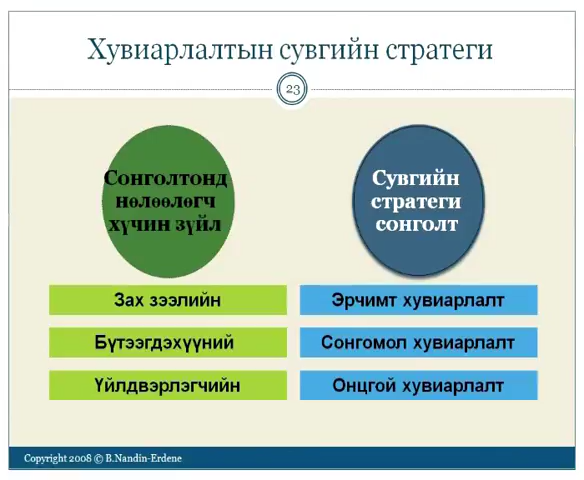 Хувиарлалтын сувгийн стратеги
23
Сонголтонд
нөлөөлөгч
хүчин зүйл
Сувгийн
стратеги
сонголт
Зах зээлийн
Бүтээгдэхүүний
Үйлдвэрлэгчийн
Эрчимт хувиарлалт
Сонгомол хувиарлалт
Онцгой хувиарлалт
Copyright 2008 © B.Nandin-Erdene